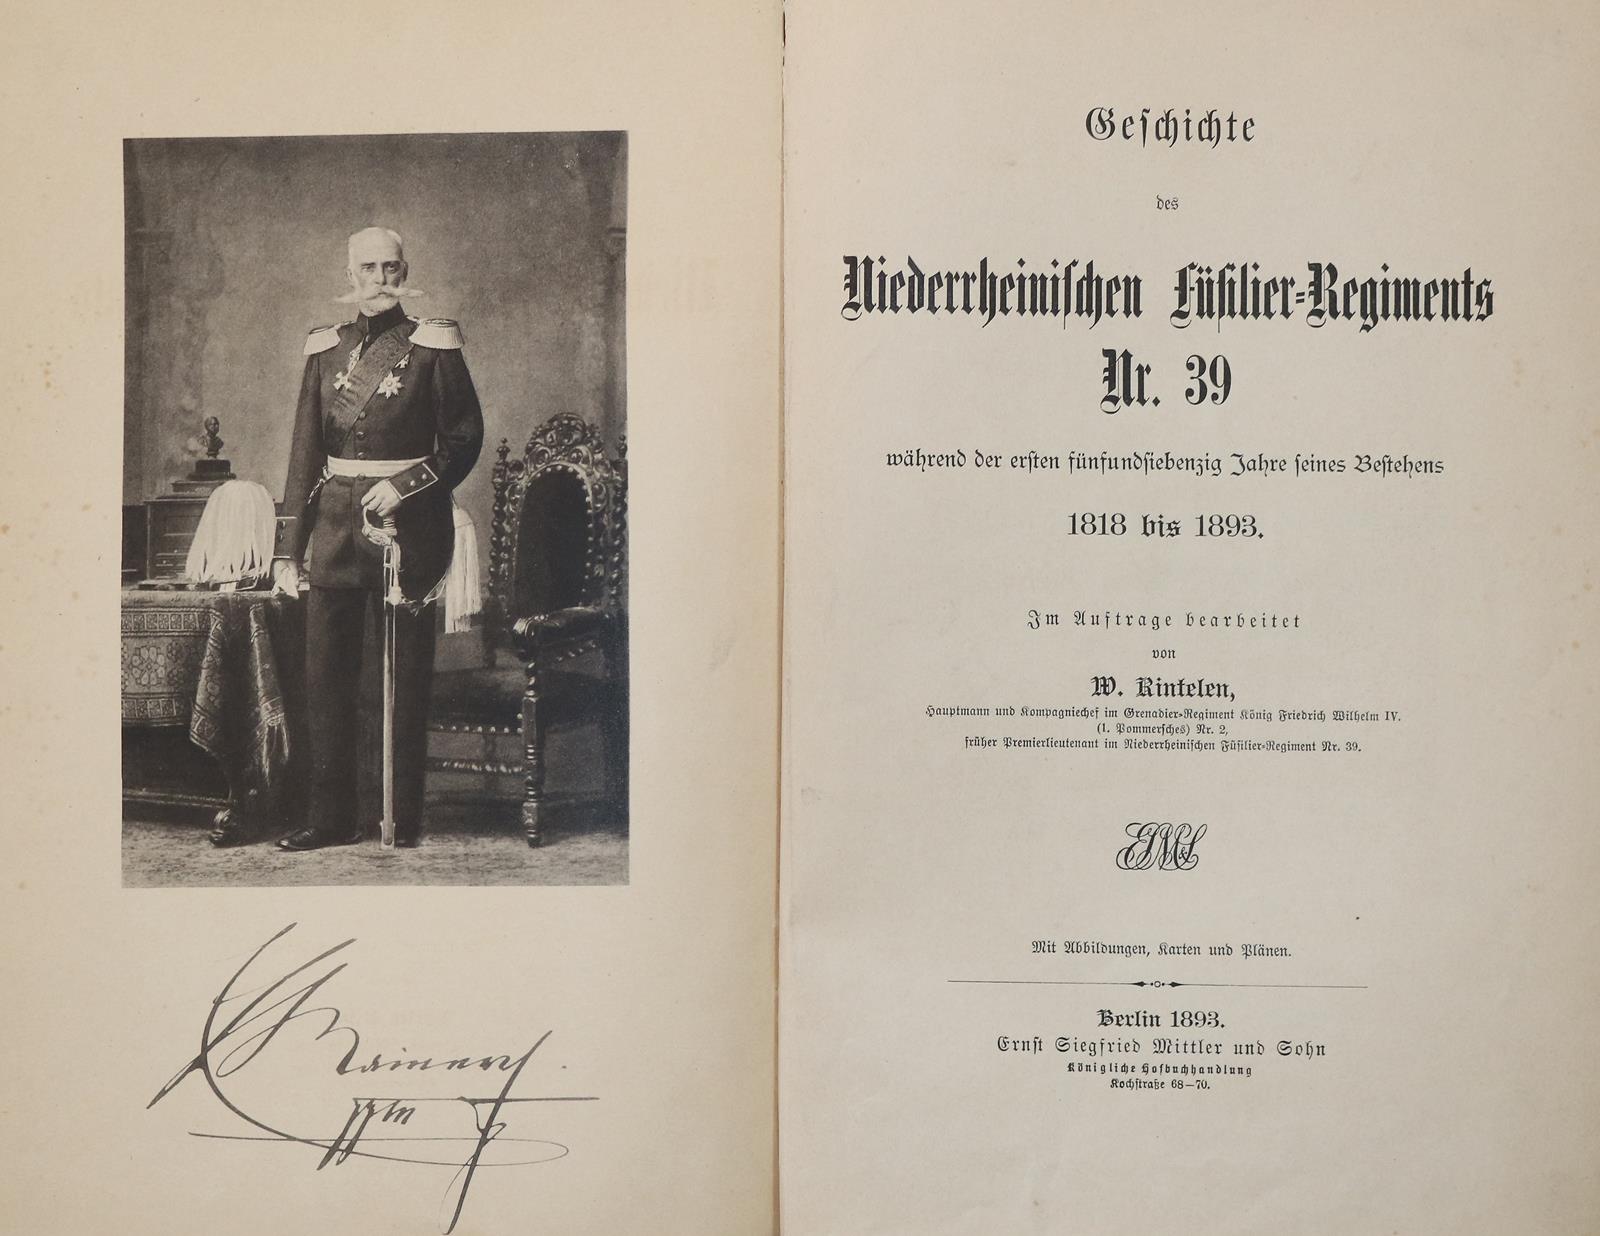 Geschichte
des
Niederrheinischen Füsilier-Regiments
Nr. 39
während der ersten fünfundsiebenzig Jahre seines Bestehens
1818 bis 1893.
Im Auftrage bearbeitet
von
W. Rintelen,
Hauptmann und Kompagniechef im Grenadier-Regiment König Friedrich Wilhelm IV.
(1. Pommersches) Nr. 2,
früher Premierlieutenant im Niederrheinischen Füsilier-Regiment Nr. 39.
Mit Abbildungen, Karten und Plänen.
Berlin 1893.
Ernst Siegfried Mittler und Sohn
Königliche Hofbuchhandlung
Kochstraße 68–70.